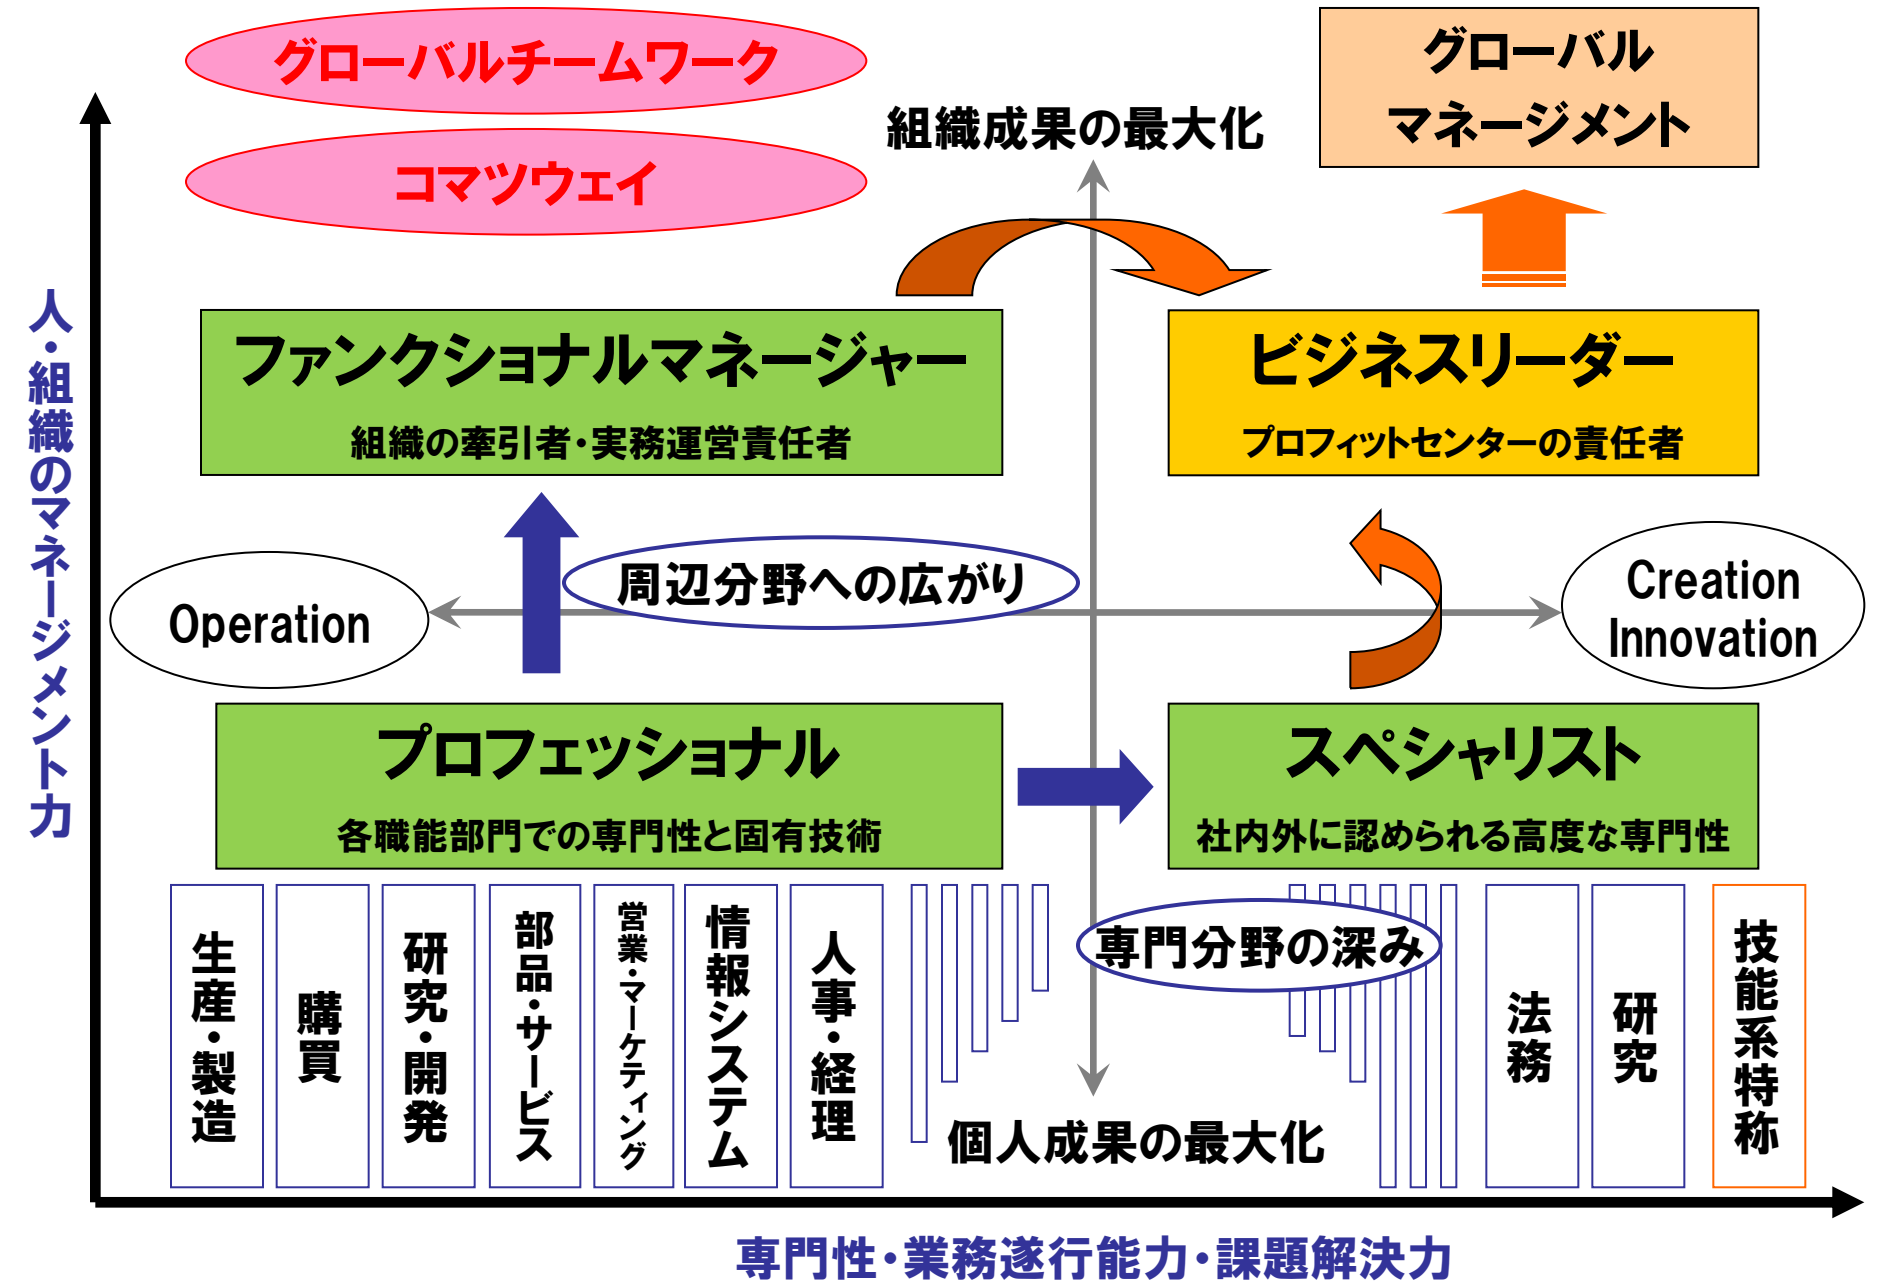 グローバルチームワーク
コマツウェイ
グローバル
マネージメント
組織成果の最大化
人・組織のマネージメント力
ファンクショナルマネージャー
組織の牽引者・実務運営責任者
ビジネスリーダー
プロフィットセンターの責任者
周辺分野への広がり
Operation
Creation
Innovation
プロフェッショナル
各職能部門での専門性と固有技術
スペシャリスト
社内外に認められる高度な専門性
生産・製造
購買
研究・開発
部品・サービス
営業・マーケティング
情報システム
人事・経理
専門分野の深み
法務
研究
技能系特称
個人成果の最大化
専門性・業務遂行能力・課題解決力